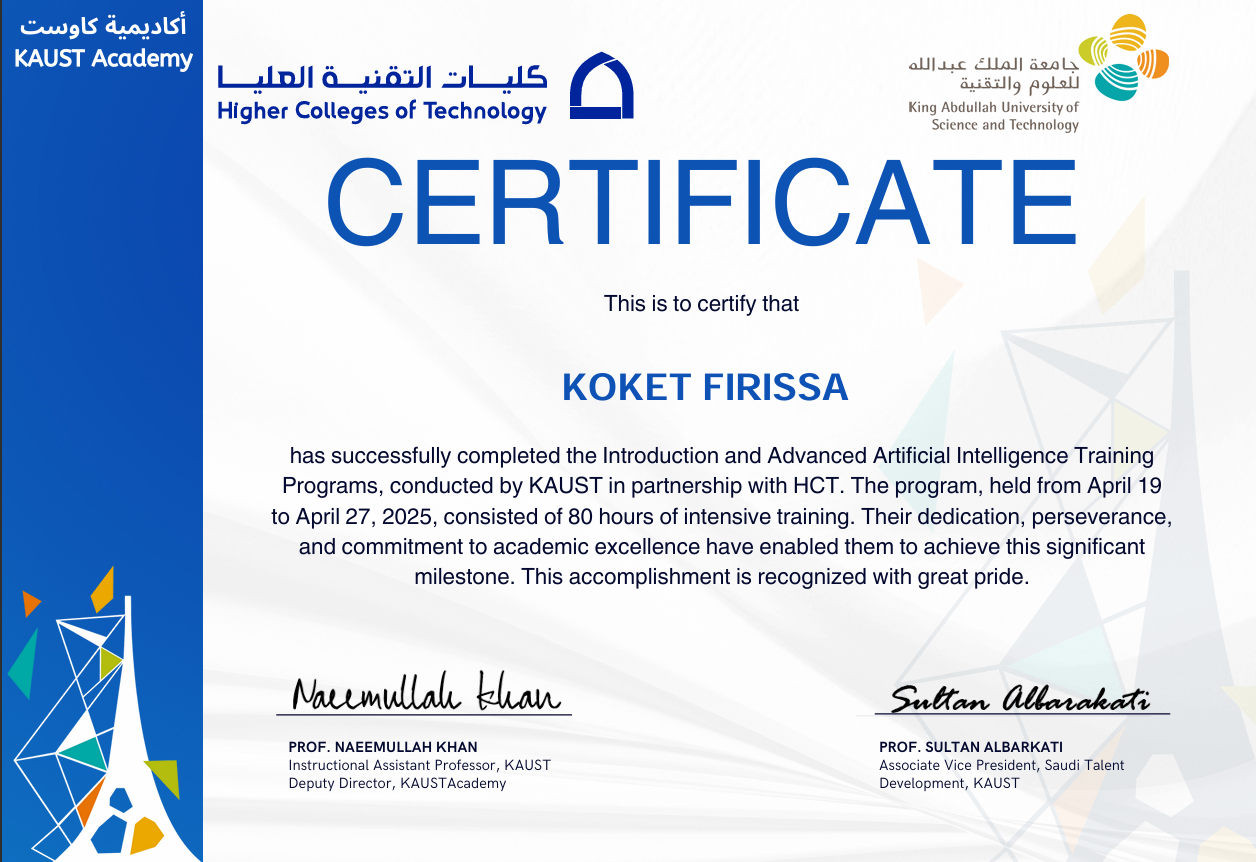 أكاديمية كاوست
KAUST Academy
كليـــات التقنيـــة العليـــا
Higher Colleges of Technology
جامعة الملك عبدالله
للعلوم والتقنية
King Abdullah University of
Science and Technology
CERTIFICATE
This is to certify that
KOKET FIRISSA
has successfully completed the Introduction and Advanced Artificial Intelligence Training
Programs, conducted by KAUST in partnership with HCT. The program, held from April 19
to April 27, 2025, consisted of 80 hours of intensive training. Their dedication, perseverance,
and commitment to academic excellence have enabled them to achieve this significant
milestone. This accomplishment is recognized with great pride.
Naeemullah khan
PROF. NAEEMULLAH KHAN
Instructional Assistant Professor, KAUST
Deputy Director, KAUSTAcademy
Sultan Albarakati
PROF. SULTAN ALBARKATI
Associate Vice President, Saudi Talent
Development, KAUST